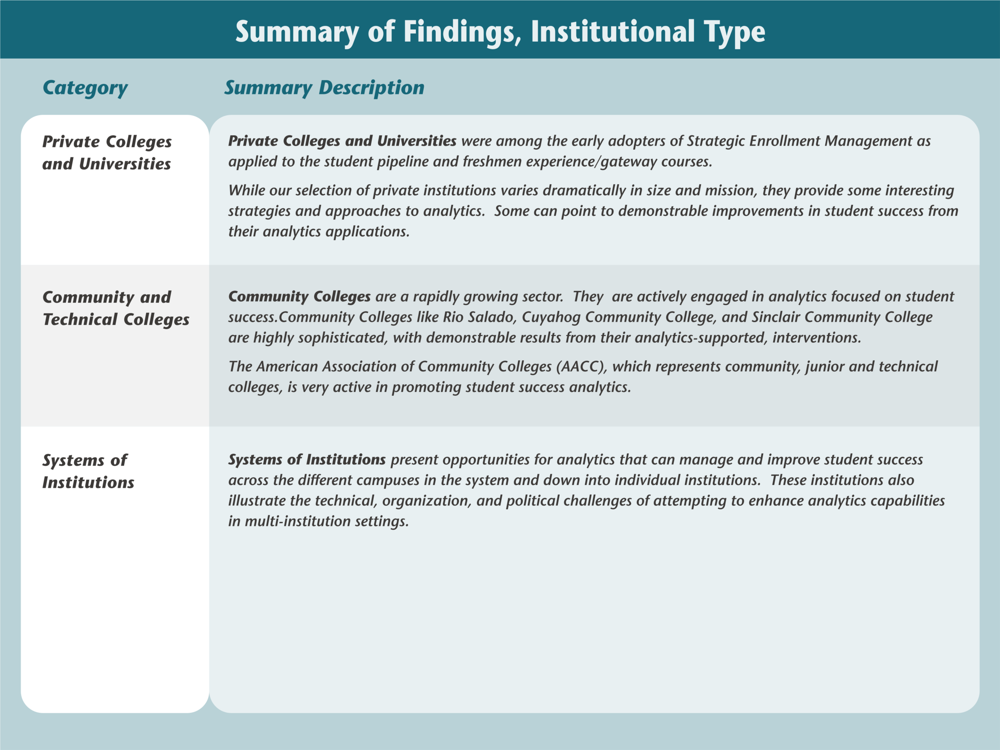 Summary of Findings, Institutional Type
Category
Summary Description
Private Colleges
and Universities
Private Colleges and Universities were among the early adopters of Strategic Enrollment Management as
applied to the student pipeline and freshmen experience/gateway courses.
While our selection of private institutions varies dramatically in size and mission, they provide some interesting
strategies and approaches to analytics.  Some can point to demonstrable improvements in student success from
their analytics applications.
Community and
Technical Colleges
Community Colleges are a rapidly growing sector.  They  are actively engaged in analytics focused on student
success.Community Colleges like Rio Salado, Cuyahog Community College, and Sinclair Community College
are highly sophisticated, with demonstrable results from their analytics-supported, interventions.
The American Association of Community Colleges (AACC), which represents community, junior and technical
colleges, is very active in promoting student success analytics.
Systems of
Institutions
Systems of Institutions present opportunities for analytics that can manage and improve student success
across the different campuses in the system and down into individual institutions.  These institutions also
illustrate the technical, organization, and political challenges of attempting to enhance analytics capabilities
in multi-institution settings.